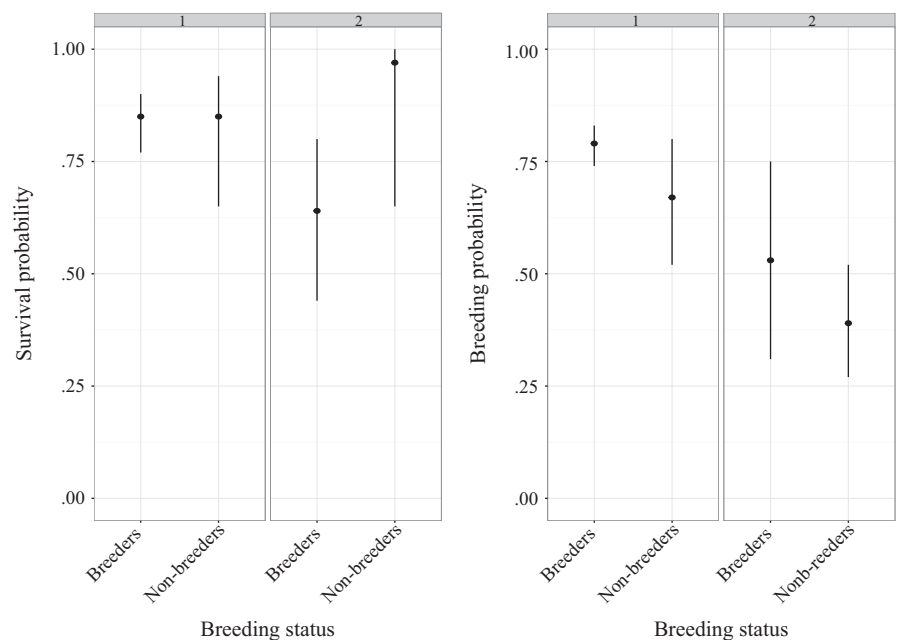 1
2
1.00
.75
.50
.25
.00
Survival probability
Breeders
Non-breeders
Breeders
Non-breeders
Breeding status
1
2
1.00
.75
.50
.25
.00
Breeding probability
Breeders
Non-breeders
Breeders
Nonb-reeders
Breeding status